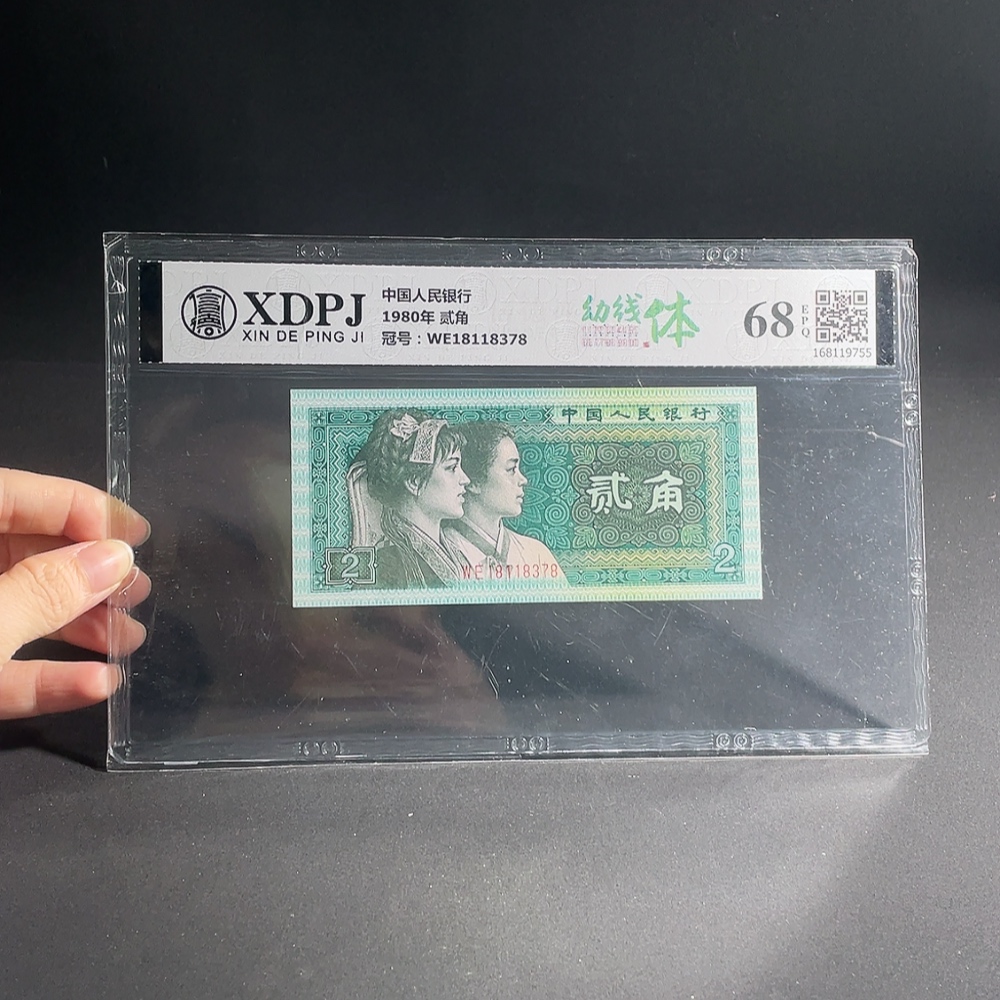 XDPJ
XIN DE PING JI
中国人民银行
1980年 贰角
冠号：WE18118378
幼线体
68
EPQ
168119755
中国人民银行
贰角
2
WE18118378
2